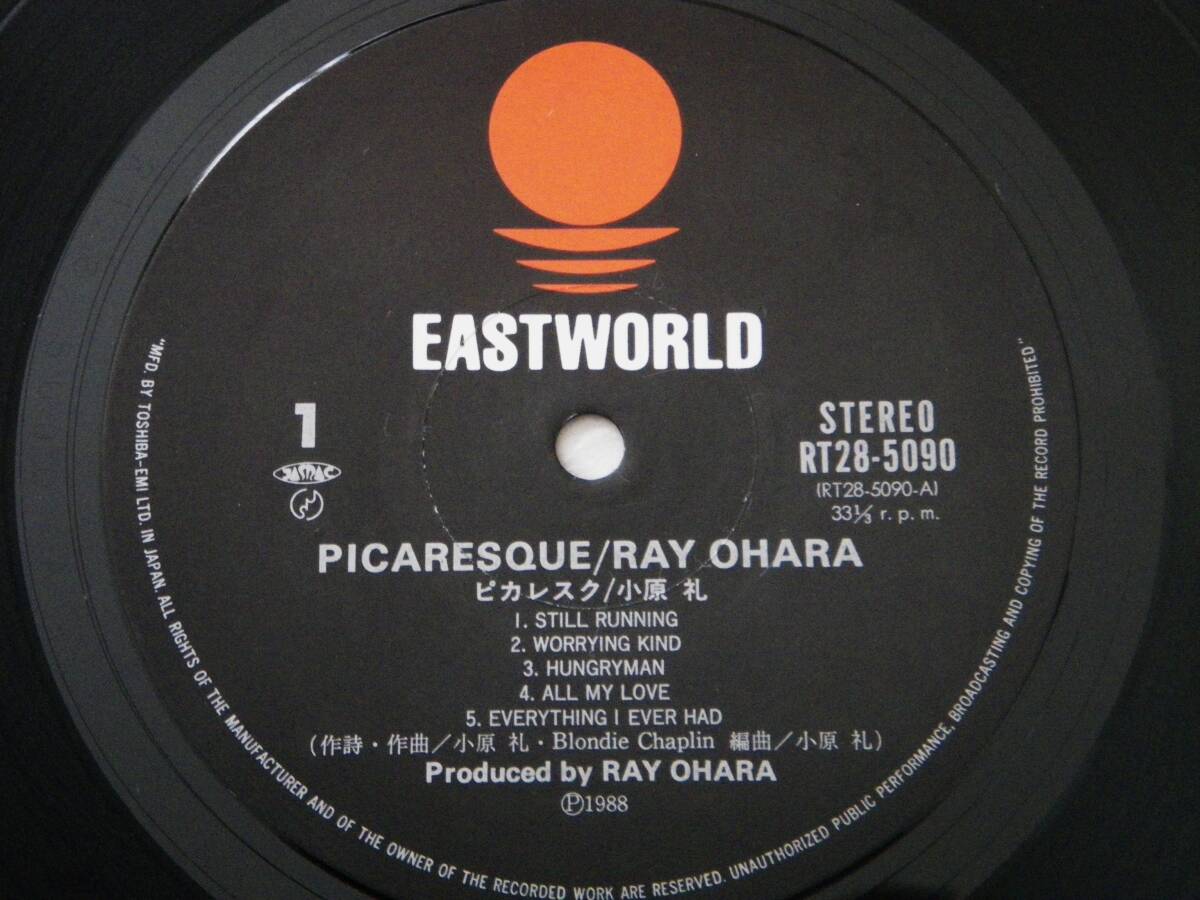 EASTWORLD
1
JASRAC
STEREO
RT28-5090
(RT28-5090-A)
33⅓ r.p.m.
PICARESQUE/RAY OHARA
ピカレスク/小原 礼
1. STILL RUNNING
2. WORRYING KIND
3. HUNGRYMAN
4. ALL MY LOVE
5. EVERYTHING I EVER HAD
(作詩・作曲/小原 礼・Blondie Chaplin 編曲/小原 礼)
Produced by RAY OHARA
Ⓟ1988
"MFD. BY TOSHIBA-EMI LTD. IN JAPAN. ALL RIGHTS OF THE MANUFACTURER AND OF THE OWNER OF THE RECORDED WORK ARE RESERVED. UNAUTHORIZED PUBLIC PERFORMANCE, BROADCASTING AND COPYING OF THE RECORD PROHIBITED"